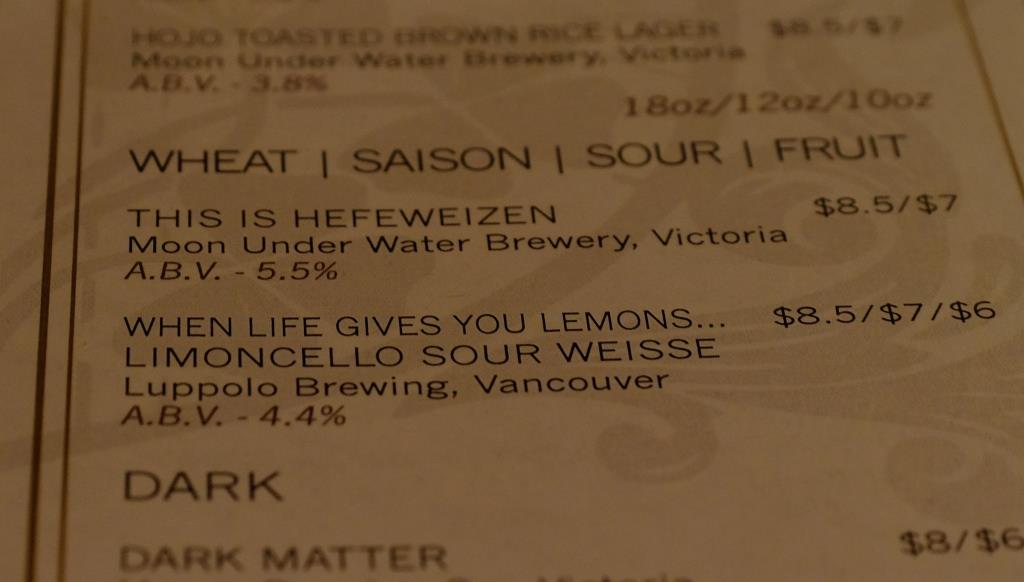 HOJO TOASTED BROWN RICE LAGER $8.5/$7
Moon Under Water Brewery, Victoria
A.B.V. - 3.8%
18oz/12oz/10oz
WHEAT | SAISON | SOUR | FRUIT
THIS IS HEFEWEIZEN $8.5/$7
Moon Under Water Brewery, Victoria
A.B.V. - 5.5%
WHEN LIFE GIVES YOU LEMONS... $8.5/$7/$6
LIMONCELLO SOUR WEISSE
Luppolo Brewing, Vancouver
A.B.V. - 4.4%
DARK
DARK MATTER $8/$6